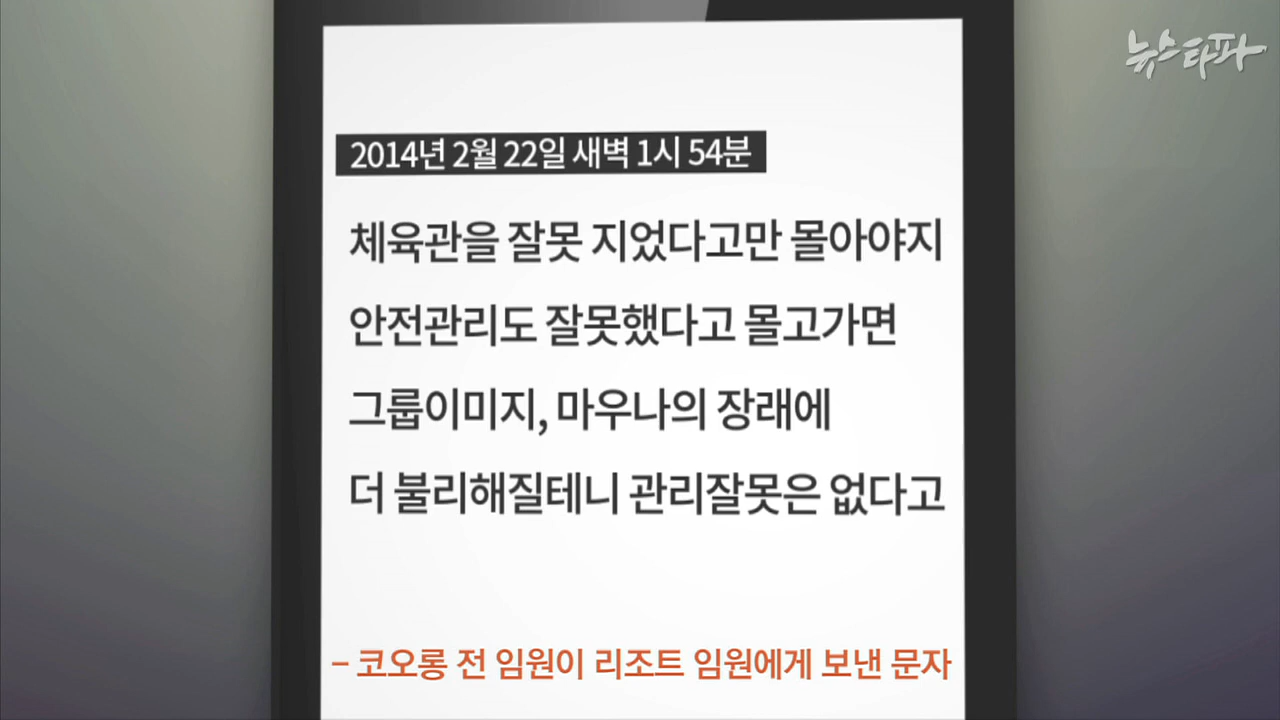 뉴스타파
2014년 2월 22일 새벽 1시 54분
체육관을 잘못 지었다고만 몰아야지
안전관리도 잘못했다고 몰고가면
그룹이미지, 마우나의 장래에
더 불리해질테니 관리잘못은 없다고
– 코오롱 전 임원이 리조트 임원에게 보낸 문자